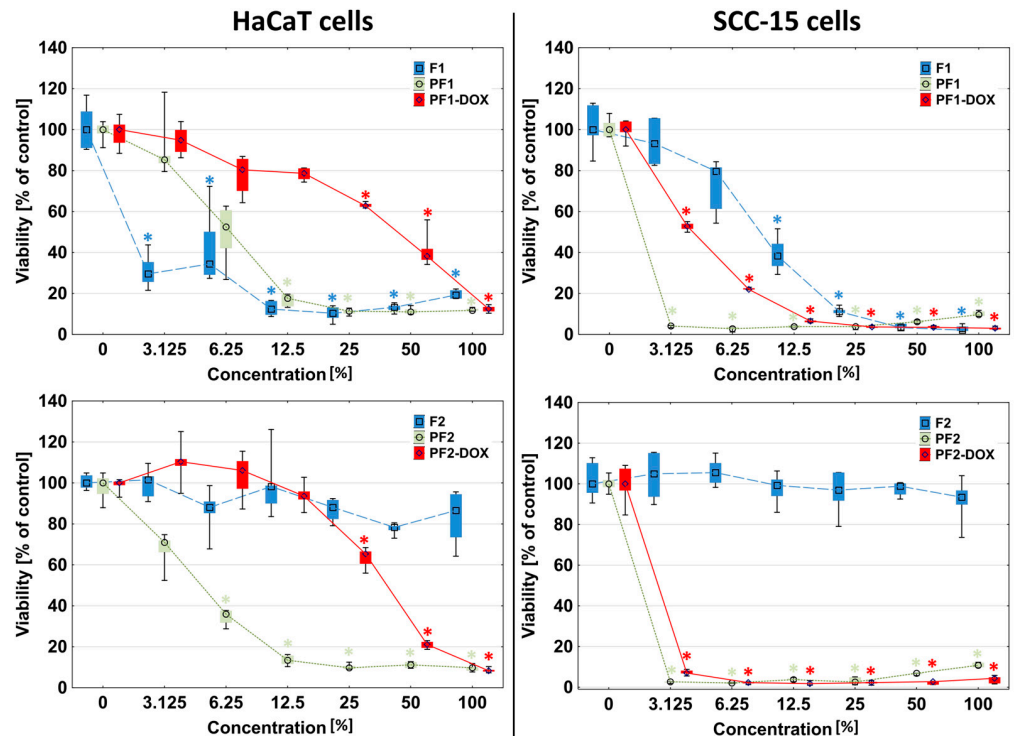 HaCaT cells
SCC-15 cells
Viability [% of control]
140
120
100
80
60
40
20
0
F1
PF1
PF1-DOX
* * * * * * * * * * * * *
0 3.125 6.25 12.5 25 50 100
Concentration [%]
Viability [% of control]
140
120
100
80
60
40
20
0
F1
PF1
PF1-DOX
* * * * * * * * * * * * * * * *
0 3.125 6.25 12.5 25 50 100
Concentration [%]
Viability [% of control]
140
120
100
80
60
40
20
0
F2
PF2
PF2-DOX
* * * * * * * *
0 3.125 6.25 12.5 25 50 100
Concentration [%]
Viability [% of control]
140
120
100
80
60
40
20
0
F2
PF2
PF2-DOX
* * * * * * * * * * * *
0 3.125 6.25 12.5 25 50 100
Concentration [%]